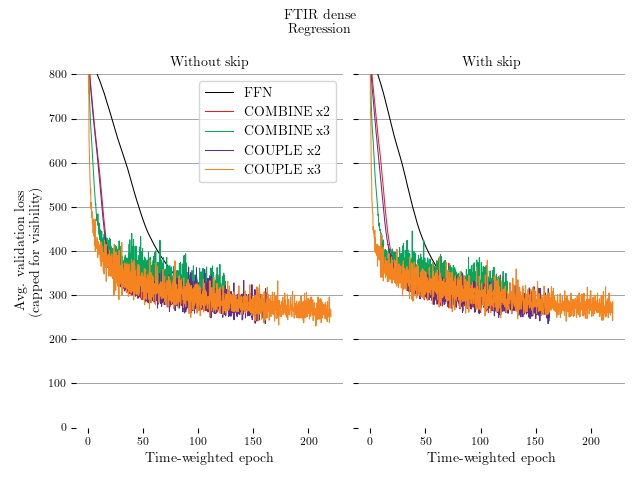 FTIR dense
Regression
Without skip
With skip
Avg. validation loss
(capped for visibility)
800
700
600
500
400
300
200
100
0
FFN
COMBINE x2
COMBINE x3
COUPLE x2
COUPLE x3
0 50 100 150 200
0 50 100 150 200
Time-weighted epoch
Time-weighted epoch